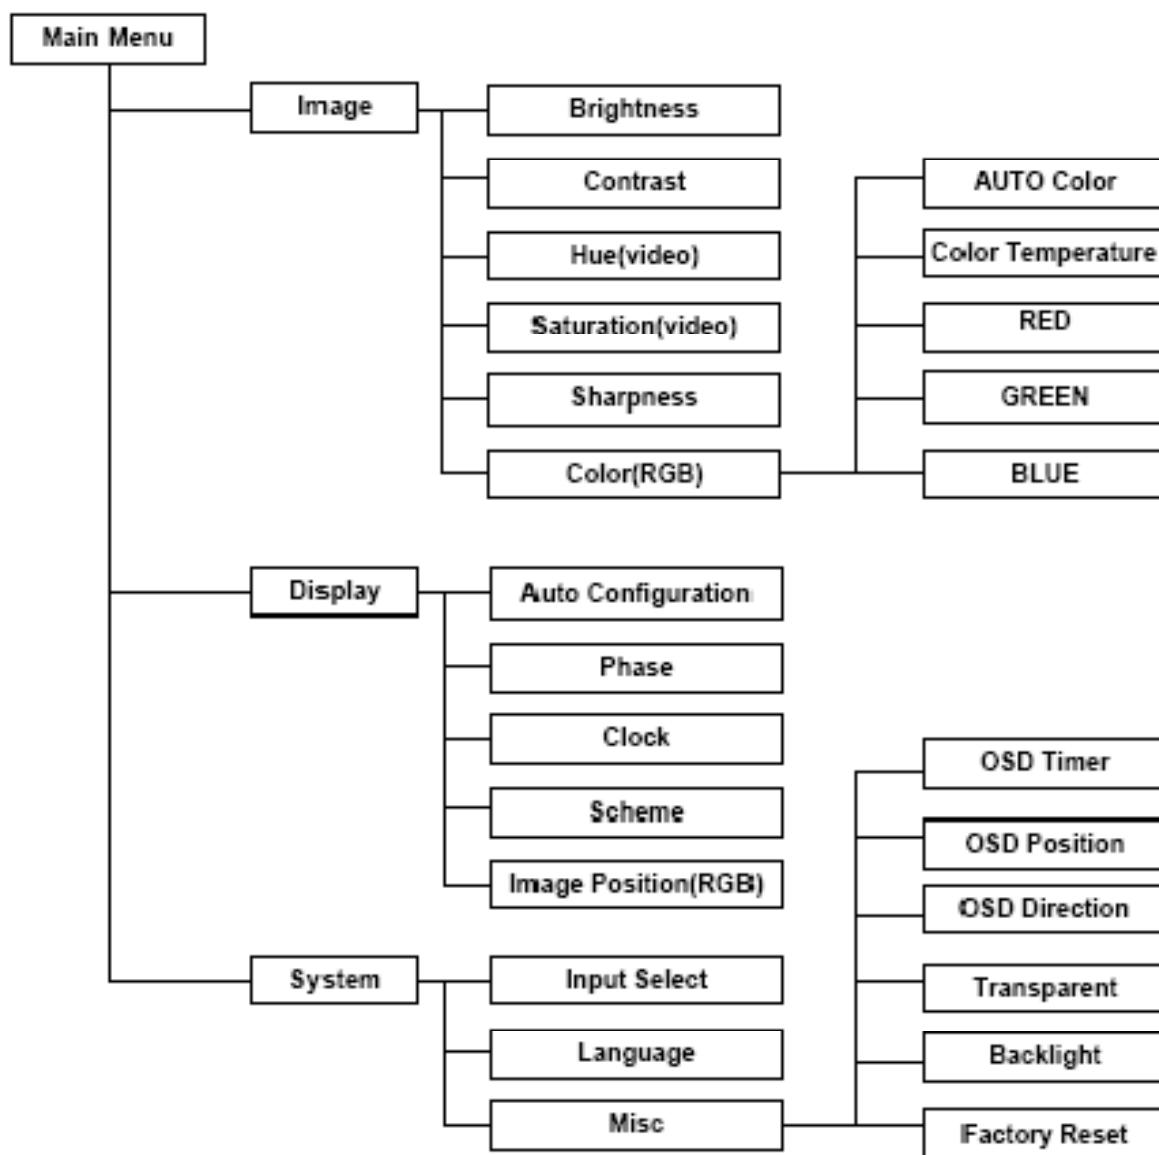 Main Menu
Image
Brightness
Contrast
Hue(video)
Saturation(video)
Sharpness
Color(RGB)
AUTO Color
Color Temperature
RED
GREEN
BLUE
Display
Auto Configuration
Phase
Clock
Scheme
Image Position(RGB)
System
Input Select
Language
Misc
OSD Timer
OSD Position
OSD Direction
Transparent
Backlight
Factory Reset